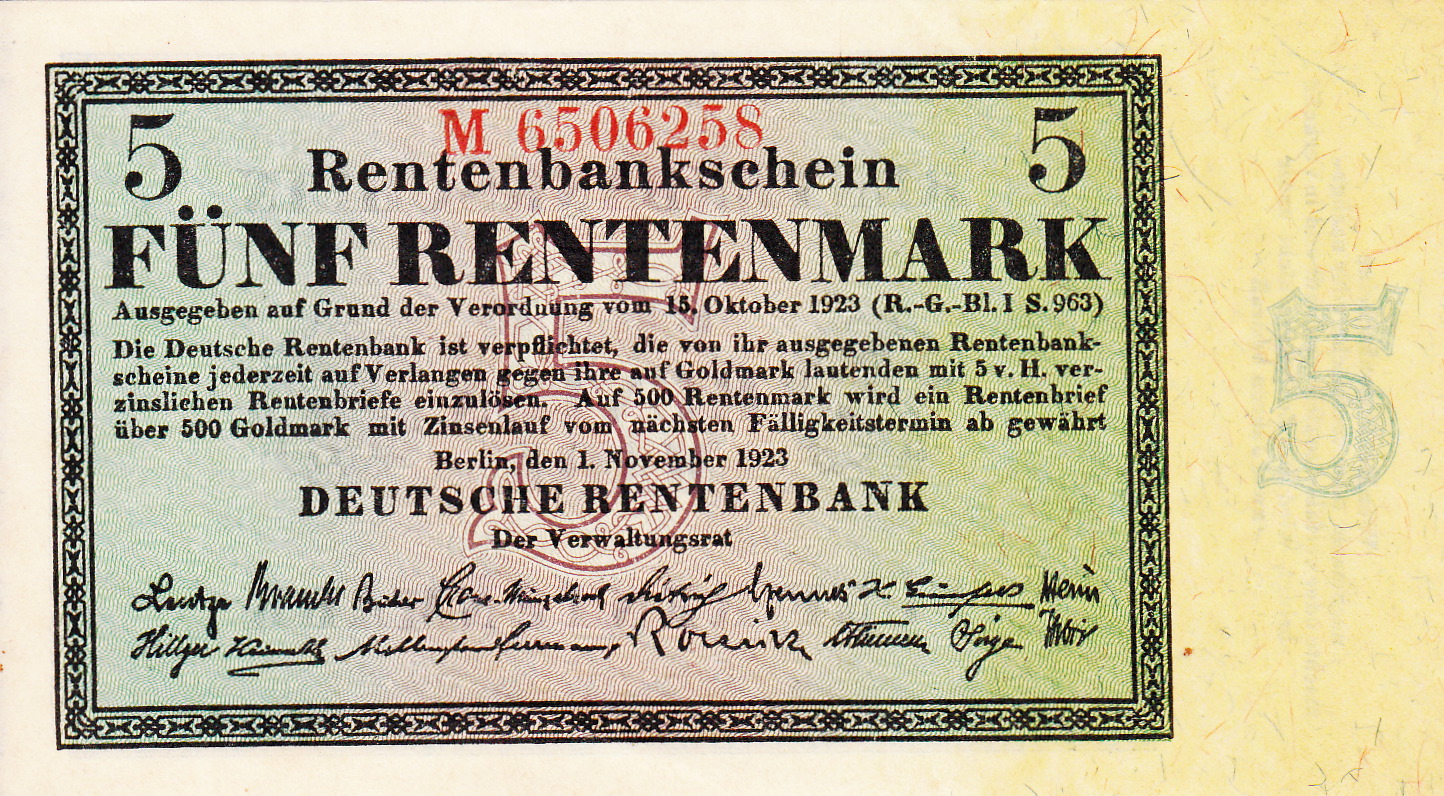 M 6506258
5 Rentenbankschein 5
FÜNF RENTENMARK
Ausgegeben auf Grund der Verordnung vom 15. Oktober 1923 (R.-G.-Bl. I S. 963)
Die Deutsche Rentenbank ist verpflichtet, die von ihr ausgegebenen Rentenbank-
scheine jederzeit auf Verlangen gegen ihre auf Goldmark lautenden mit 5 v. H. ver-
zinslichen Rentenbriefe einzulösen. Auf 500 Rentenmark wird ein Rentenbrief
über 500 Goldmark mit Zinsenlauf vom nächsten Fälligkeitstermin ab gewährt
Berlin, den 1. November 1923
DEUTSCHE RENTENBANK
Der Verwaltungsrat
Lentze
Hillger
5
5